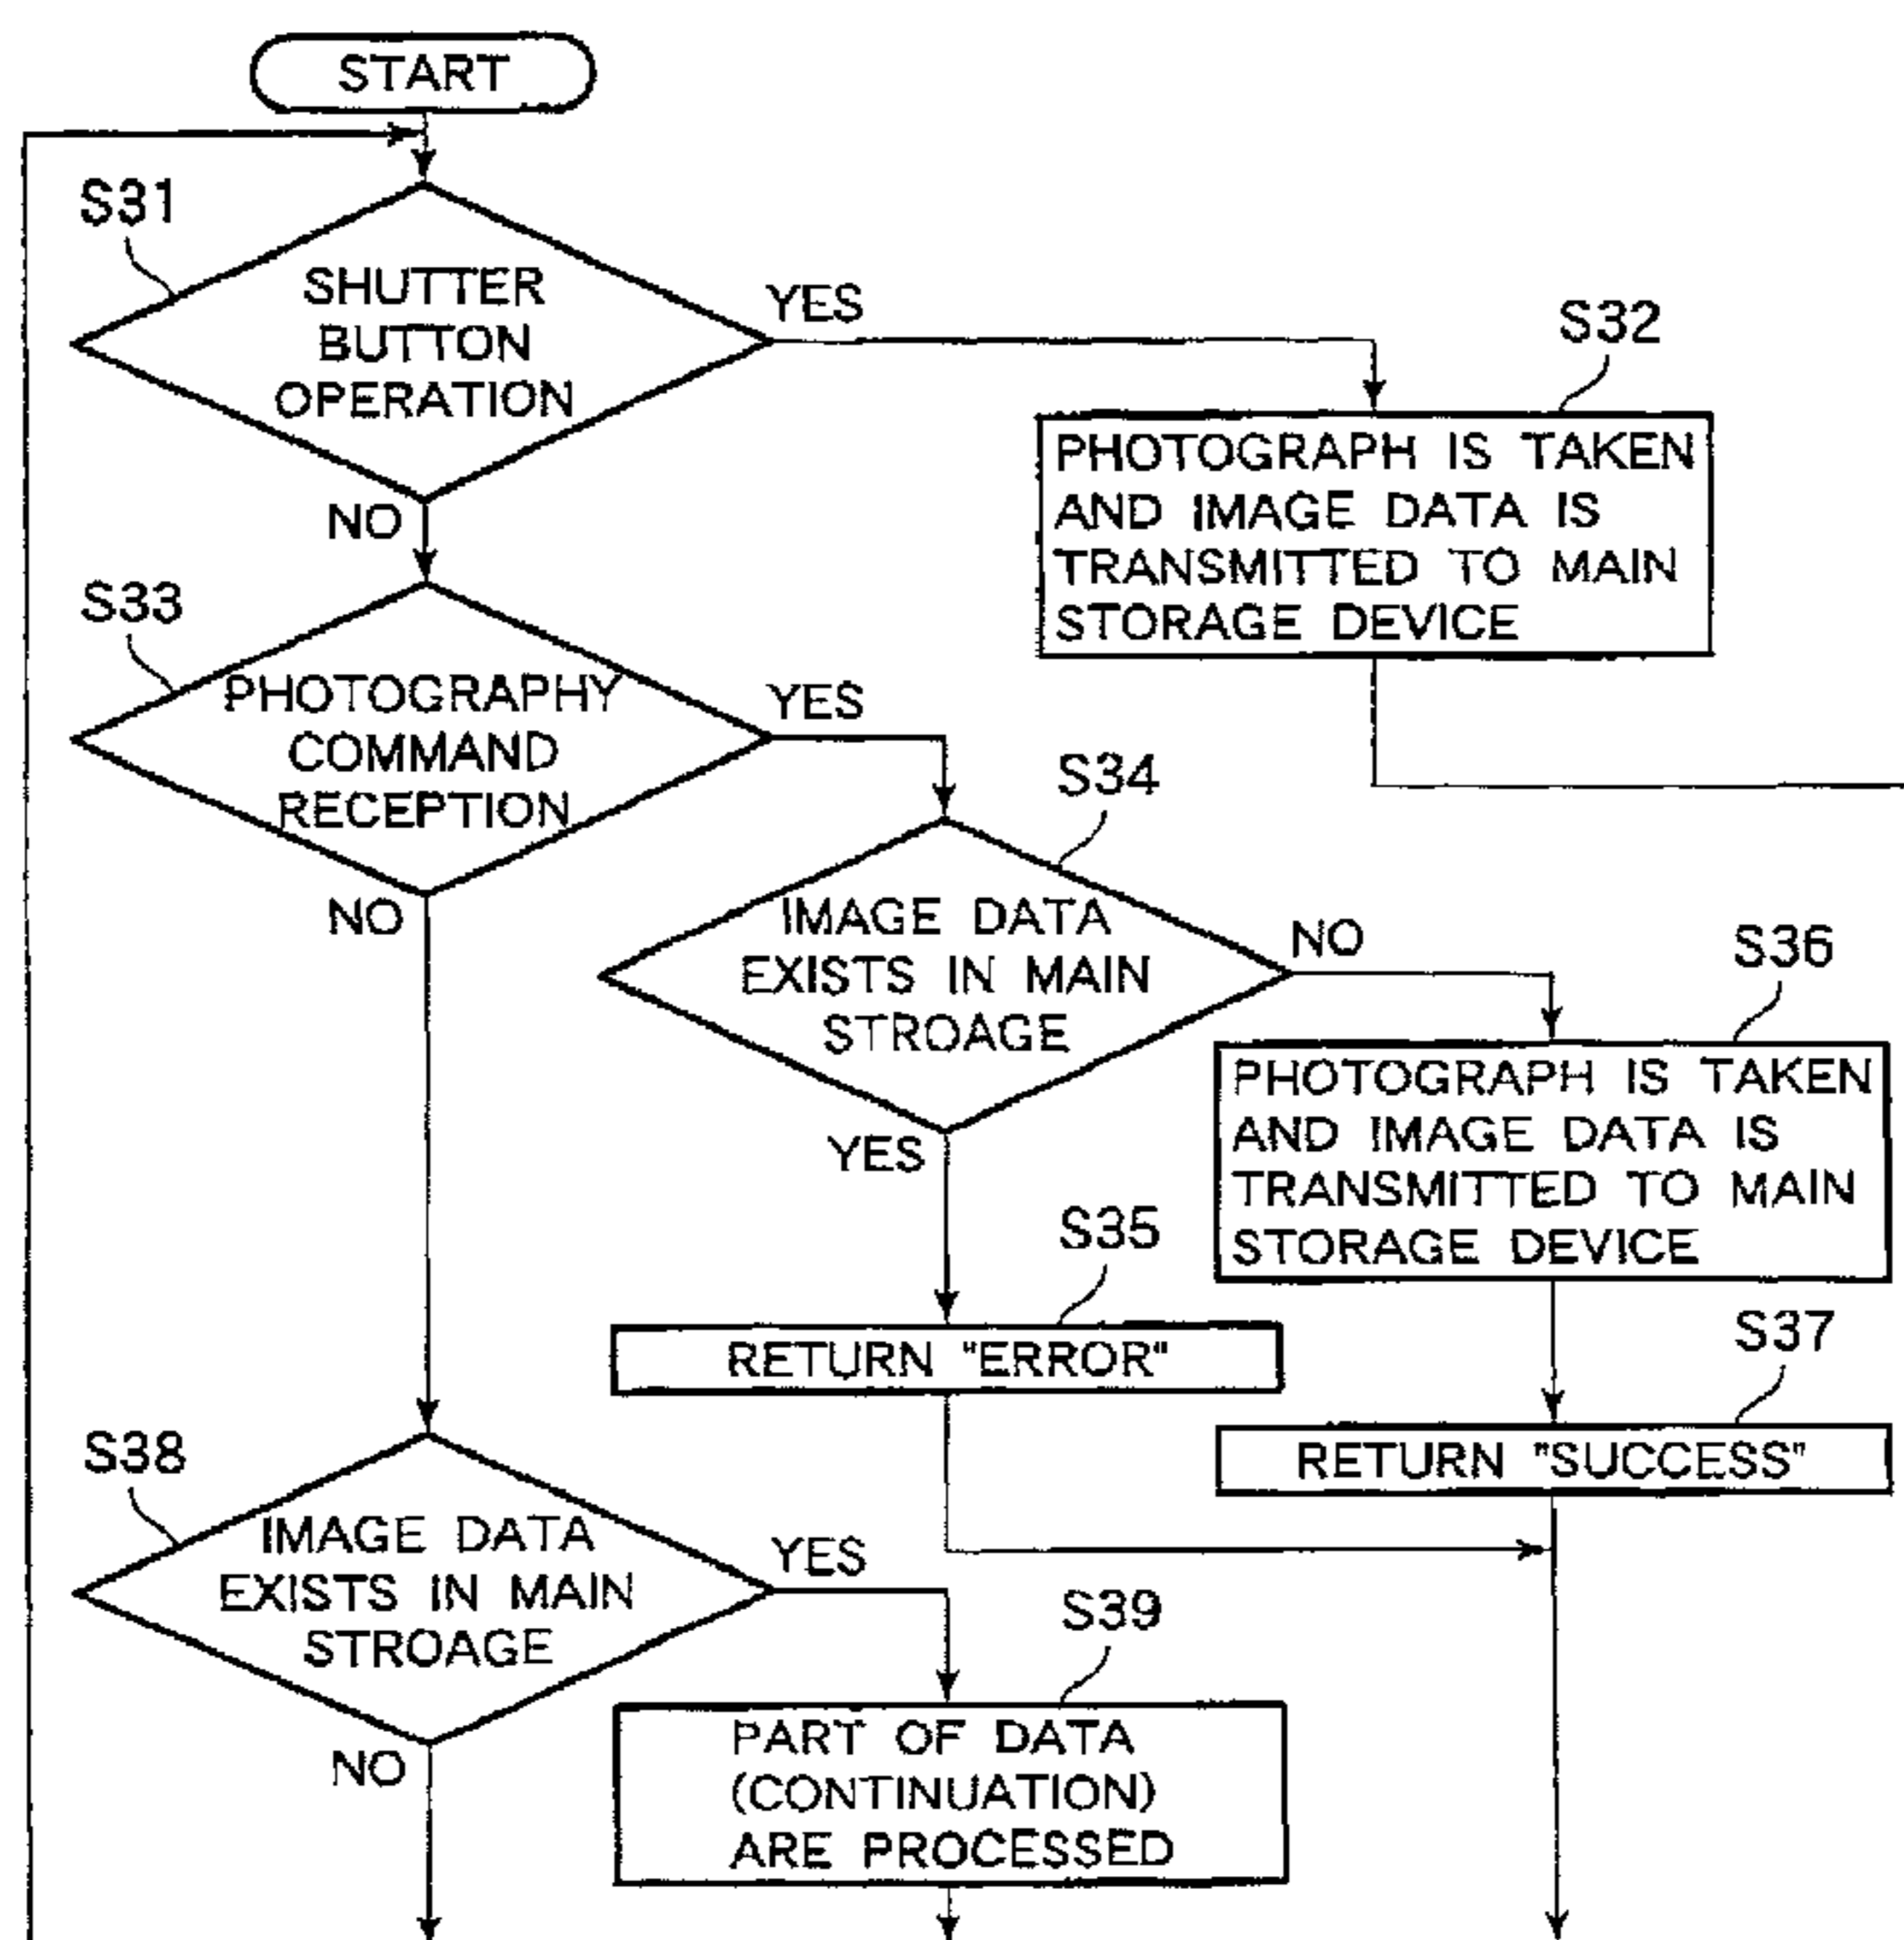 START
S31
SHUTTER
BUTTON
OPERATION
YES
NO
S32
PHOTOGRAPH IS TAKEN
AND IMAGE DATA IS
TRANSMITTED TO MAIN
STORAGE DEVICE
S33
PHOTOGRAPHY
COMMAND
RECEPTION
YES
NO
S34
IMAGE DATA
EXISTS IN MAIN
STROAGE
NO
YES
S36
PHOTOGRAPH IS TAKEN
AND IMAGE DATA IS
TRANSMITTED TO MAIN
STORAGE DEVICE
S35
RETURN "ERROR"
S37
RETURN "SUCCESS"
S38
IMAGE DATA
EXISTS IN MAIN
STROAGE
YES
NO
S39
PART OF DATA
(CONTINUATION)
ARE PROCESSED